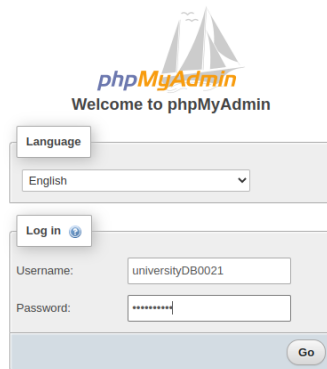 phpMyAdmin
Welcome to phpMyAdmin
Language
English
Log in
Username: universityDB0021
Password: ••••••••••
Go